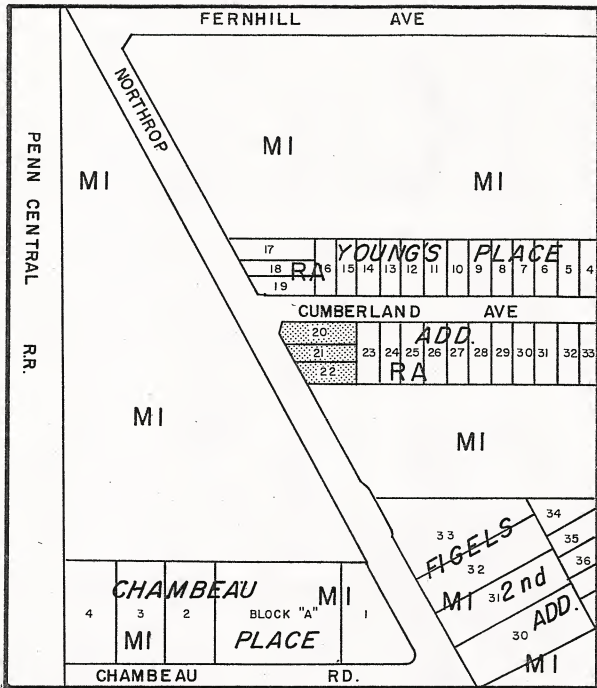 FERNHILL AVE
NORTHROP
PENN CENTRAL R.R.
MI
MI
MI
17
18
19
RA
YOUNG'S PLACE
16 15 14 13 12 11 10 9 8 7 6 5 4
CUMBERLAND AVE
20
21
22
ADD.
23 24 25 26 27 28 29 30 31 32 33
RA
MI
MI
33
34
35
36
32
31
30
FIGELS
2nd
ADD.
MI
MI
CHAMBEAU
PLACE
MI
4 3 2 BLOCK "A" 1
MI
CHAMBEAU RD.